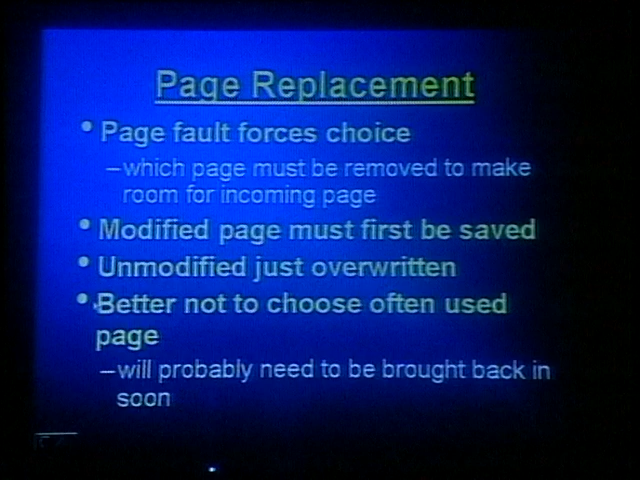 Page Replacement
• Page fault forces choice
–which page must be removed to make
room for incoming page
• Modified page must first be saved
• Unmodified just overwritten
• Better not to choose often used
page
–will probably need to be brought back in
soon